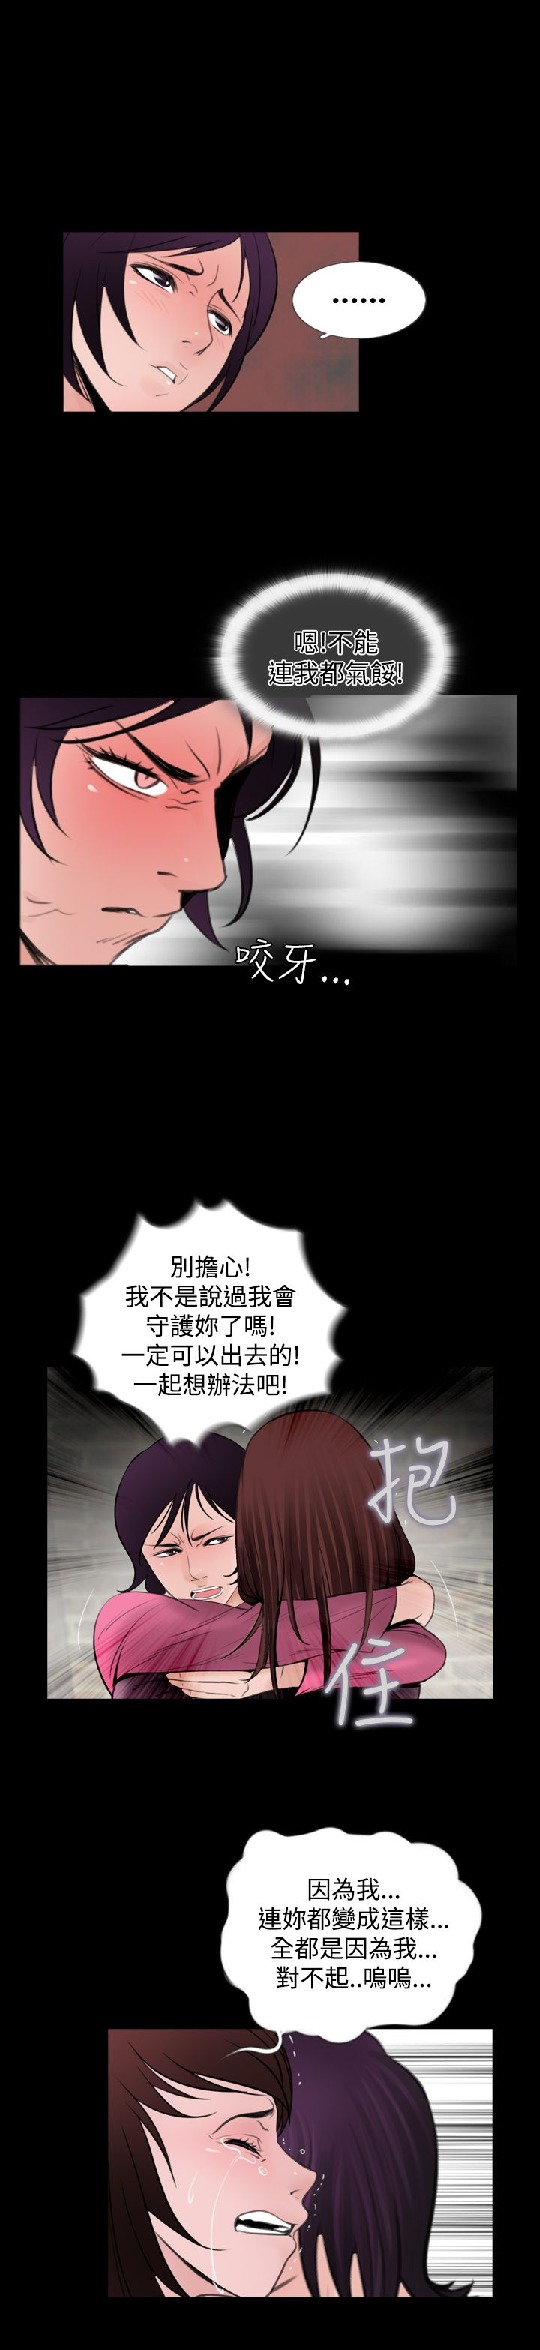 ......
嗯!不能
連我都氣餒!
咬牙...
別擔心!
我不是說過我會
守護妳了嗎!
一定可以出去的!
一起想辦法吧!
抱
住
因為我...
連妳都變成這樣...
全都是因為我...
對不起..嗚嗚...